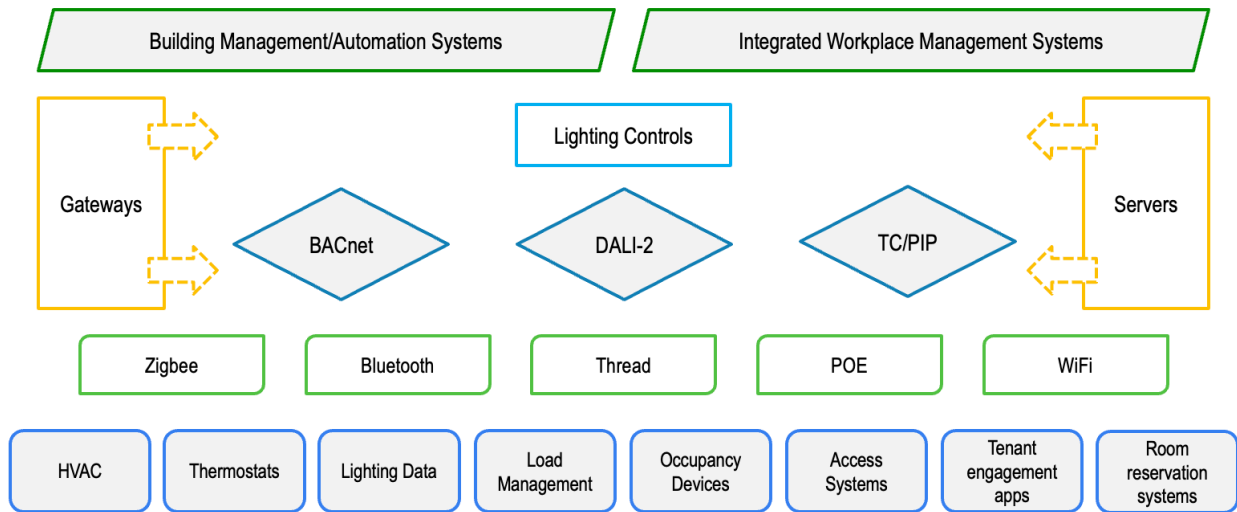 Building Management/Automation Systems
Integrated Workplace Management Systems
Lighting Controls
Gateways
Servers
BACnet
DALI-2
TC/PIP
Zigbee
Bluetooth
Thread
POE
WiFi
HVAC
Thermostats
Lighting Data
Load
Management
Occupancy
Devices
Access
Systems
Tenant
engagement
apps
Room
reservation
systems